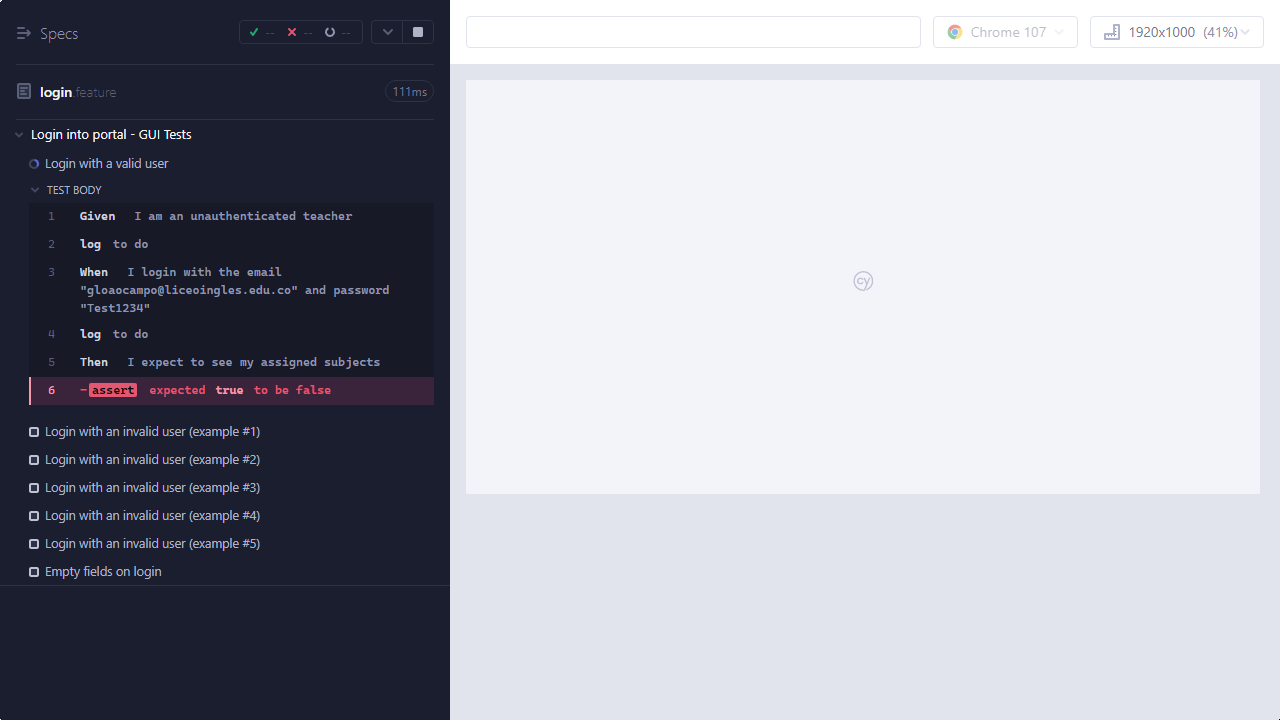 Specs
-- -- --
login.feature
111ms
Login into portal - GUI Tests
Login with a valid user
TEST BODY
1 Given I am an unauthenticated teacher
2 log to do
3 When I login with the email
"gloaocampo@liceoingles.edu.co" and password
"Test1234"
4 log to do
5 Then I expect to see my assigned subjects
6 -assert expected true to be false
Login with an invalid user (example #1)
Login with an invalid user (example #2)
Login with an invalid user (example #3)
Login with an invalid user (example #4)
Login with an invalid user (example #5)
Empty fields on login
Chrome 107
1920x1000 (41%)
cy